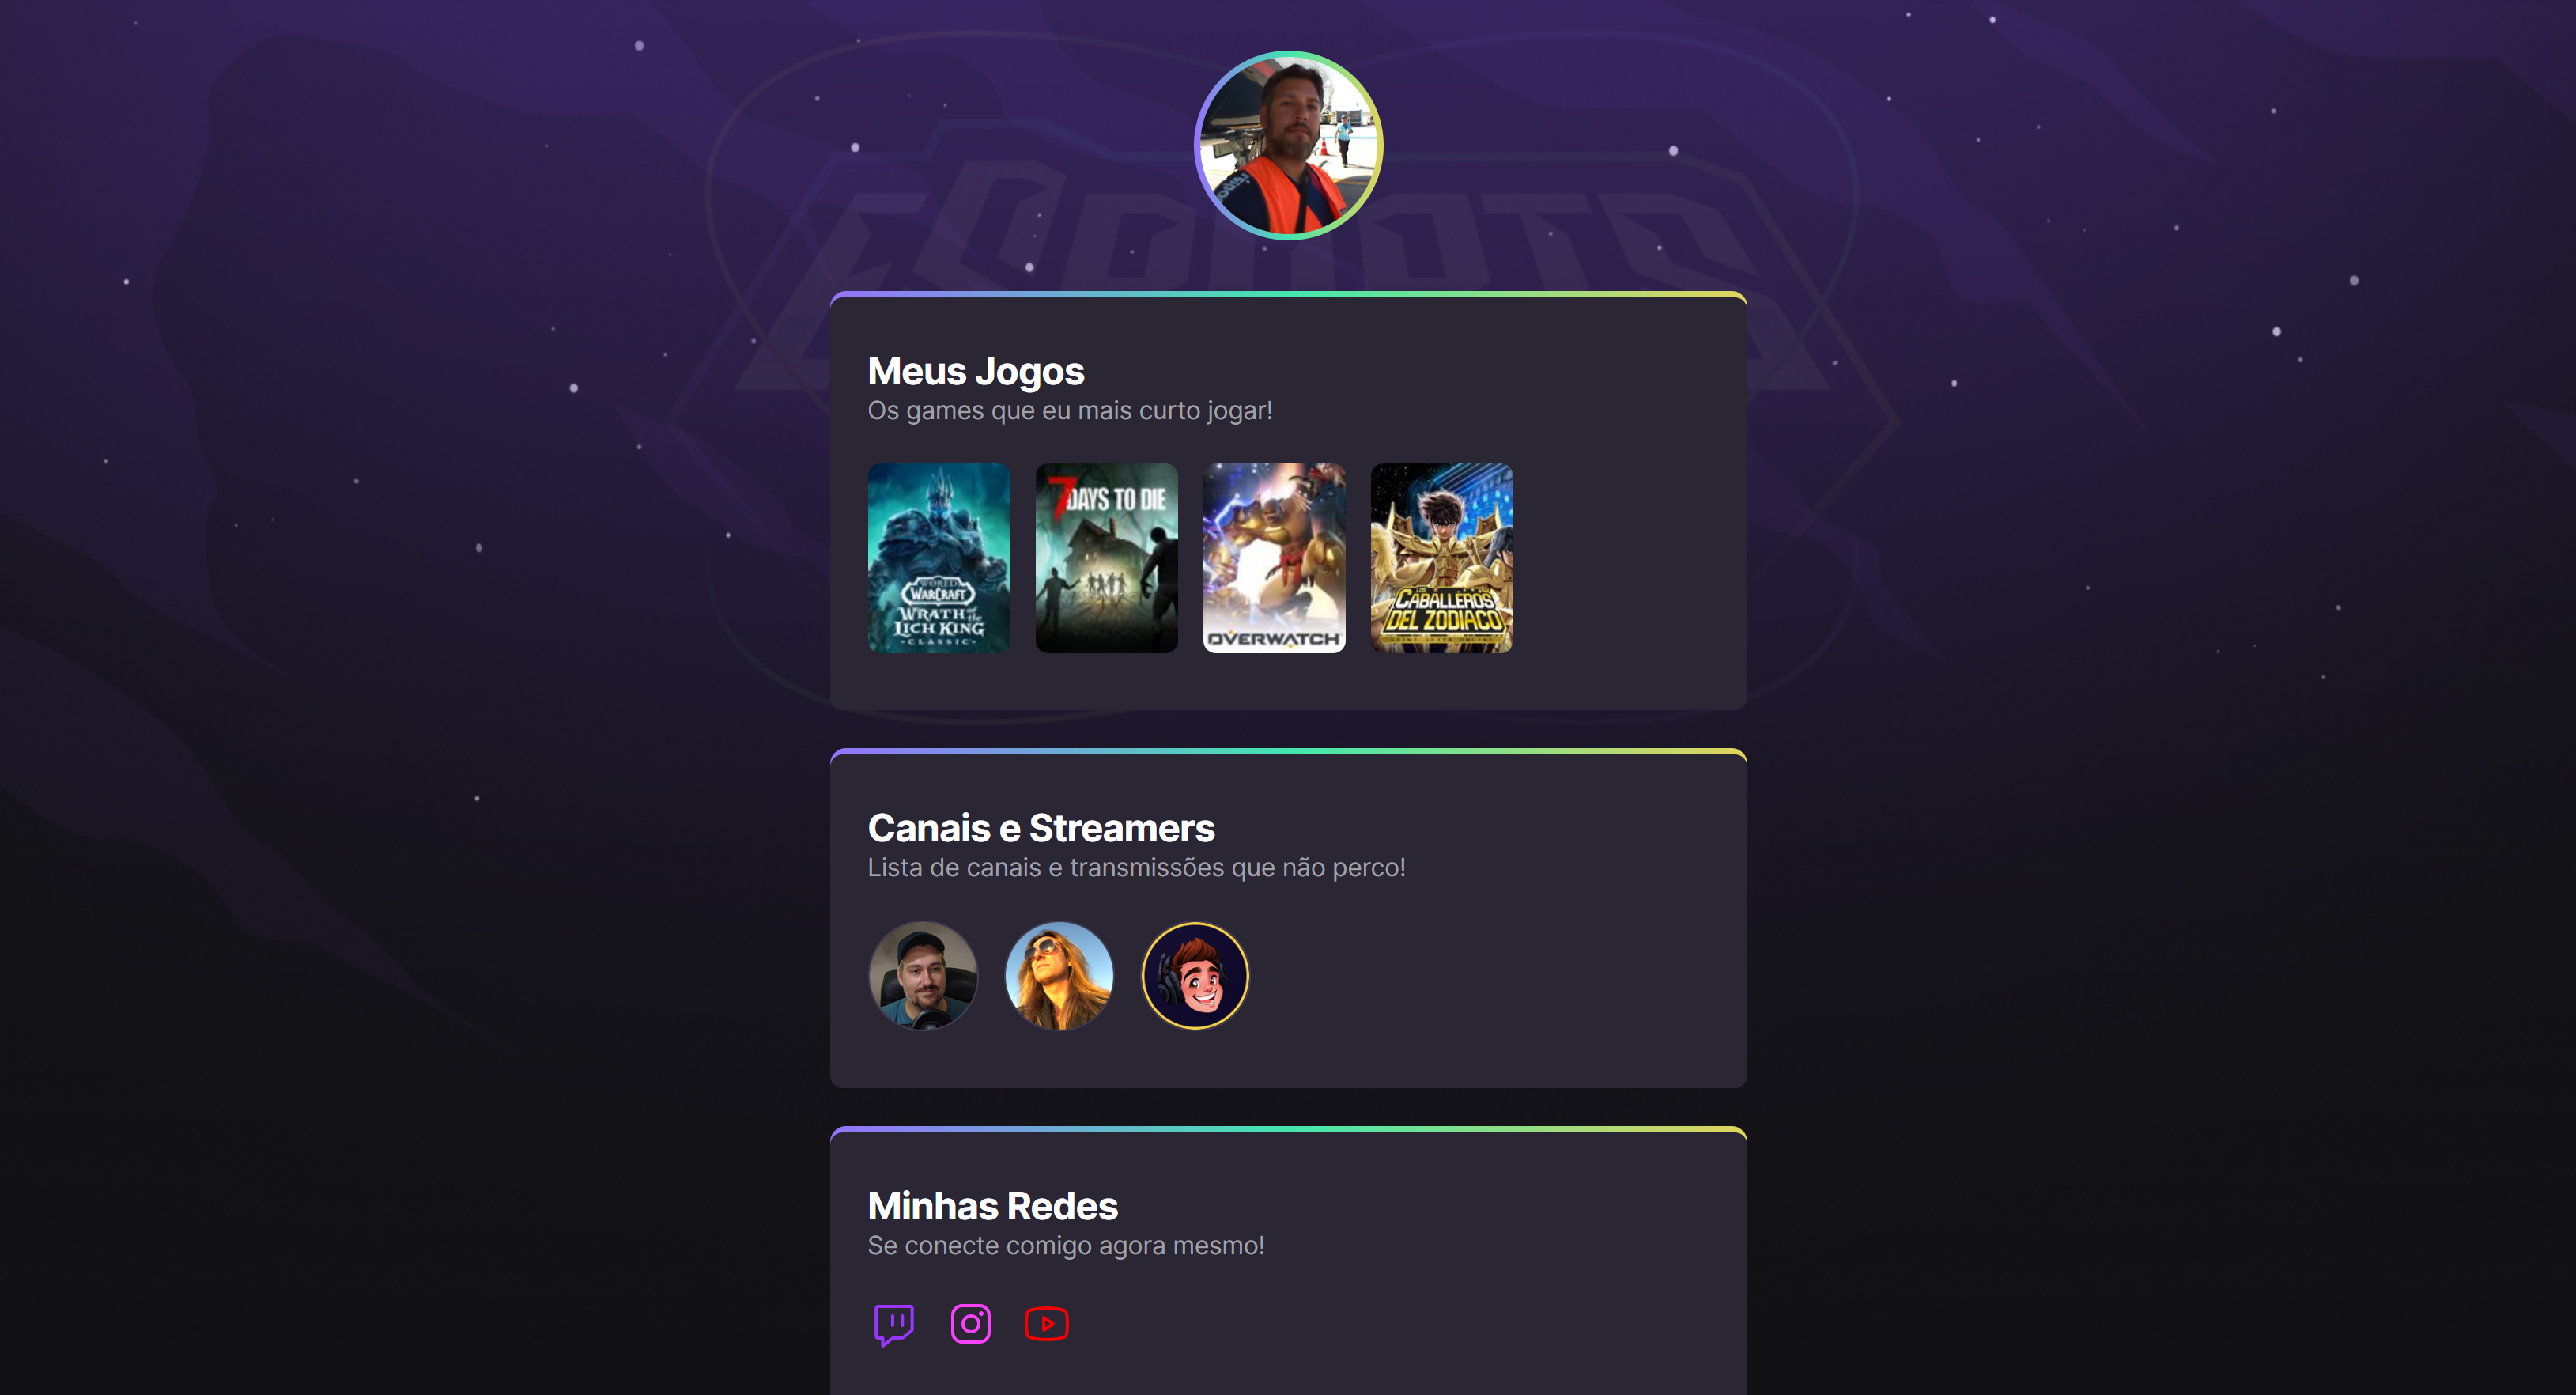 ESPORTS
Meus Jogos
Os games que eu mais curto jogar!
WORLD
WARCRAFT
WRATH of the
LICH KING
CLASSIC
7 DAYS TO DIE
OVERWATCH
LOS
CABALLEROS
DEL ZODIACO
Canais e Streamers
Lista de canais e transmissões que não perco!
Minhas Redes
Se conecte comigo agora mesmo!